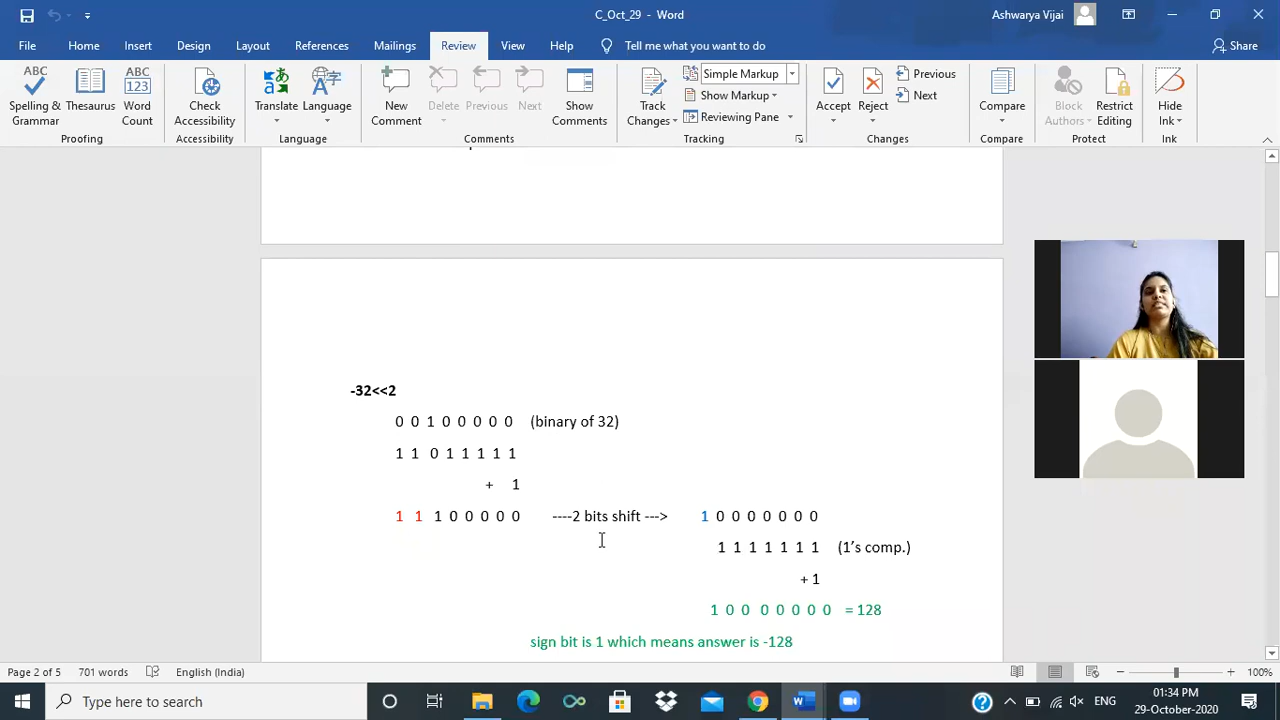 C_Oct_29 - Word
Ashwarya Vijai
File Home Insert Design Layout References Mailings Review View Help Tell me what you want to do Share
Spelling & Grammar
Thesaurus
Word Count
Proofing
Check Accessibility
Accessibility
Translate
Language
Language
New Comment
Delete
Previous
Next
Show Comments
Comments
Track Changes
Simple Markup
Show Markup
Reviewing Pane
Tracking
Accept
Reject
Previous
Next
Changes
Compare
Compare
Block Authors
Restrict Editing
Protect
Hide Ink
Ink
-32<<2
0 0 1 0 0 0 0 0 (binary of 32)
1 1 0 1 1 1 1 1
+ 1
1 1 1 0 0 0 0 0 ----2 bits shift ---> 1 0 0 0 0 0 0 0
1 1 1 1 1 1 1 (1’s comp.)
+ 1
1 0 0 0 0 0 0 0 = 128
sign bit is 1 which means answer is -128
Page 2 of 5 701 words English (India) 100%
Type here to search
ENG
01:34 PM
29-October-2020